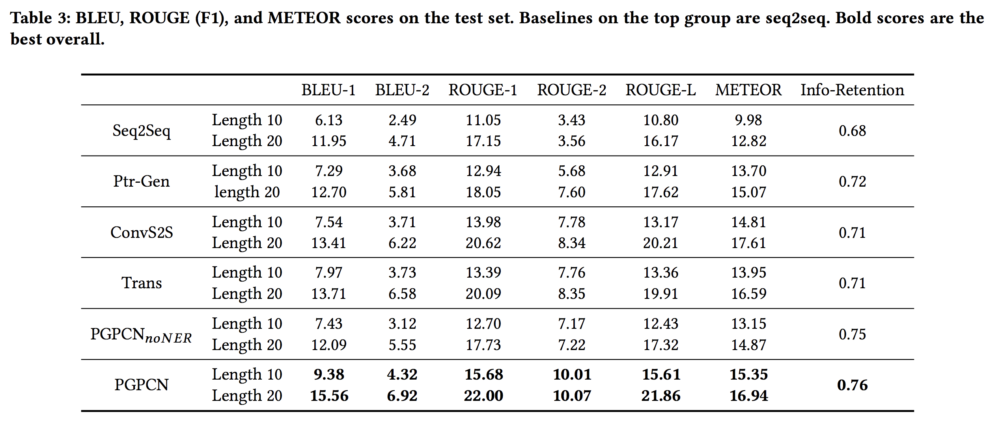 Table 3: BLEU, ROUGE (F1), and METEOR scores on the test set. Baselines on the top group are seq2seq. Bold scores are the
best overall.
BLEU-1 BLEU-2 ROUGE-1 ROUGE-2 ROUGE-L METEOR Info-Retention
Seq2Seq Length 10 6.13 2.49 11.05 3.43 10.80 9.98 0.68
Length 20 11.95 4.71 17.15 3.56 16.17 12.82
Ptr-Gen Length 10 7.29 3.68 12.94 5.68 12.91 13.70 0.72
length 20 12.70 5.81 18.05 7.60 17.62 15.07
ConvS2S Length 10 7.54 3.71 13.98 7.78 13.17 14.81 0.71
Length 20 13.41 6.22 20.62 8.34 20.21 17.61
Trans Length 10 7.97 3.73 13.39 7.76 13.36 13.95 0.71
Length 20 13.71 6.58 20.09 8.35 19.91 16.59
PGPCNnoNER Length 10 7.43 3.12 12.70 7.17 12.43 13.15 0.75
Length 20 12.09 5.55 17.73 7.22 17.32 14.87
PGPCN Length 10 9.38 4.32 15.68 10.01 15.61 15.35 0.76
Length 20 15.56 6.92 22.00 10.07 21.86 16.94